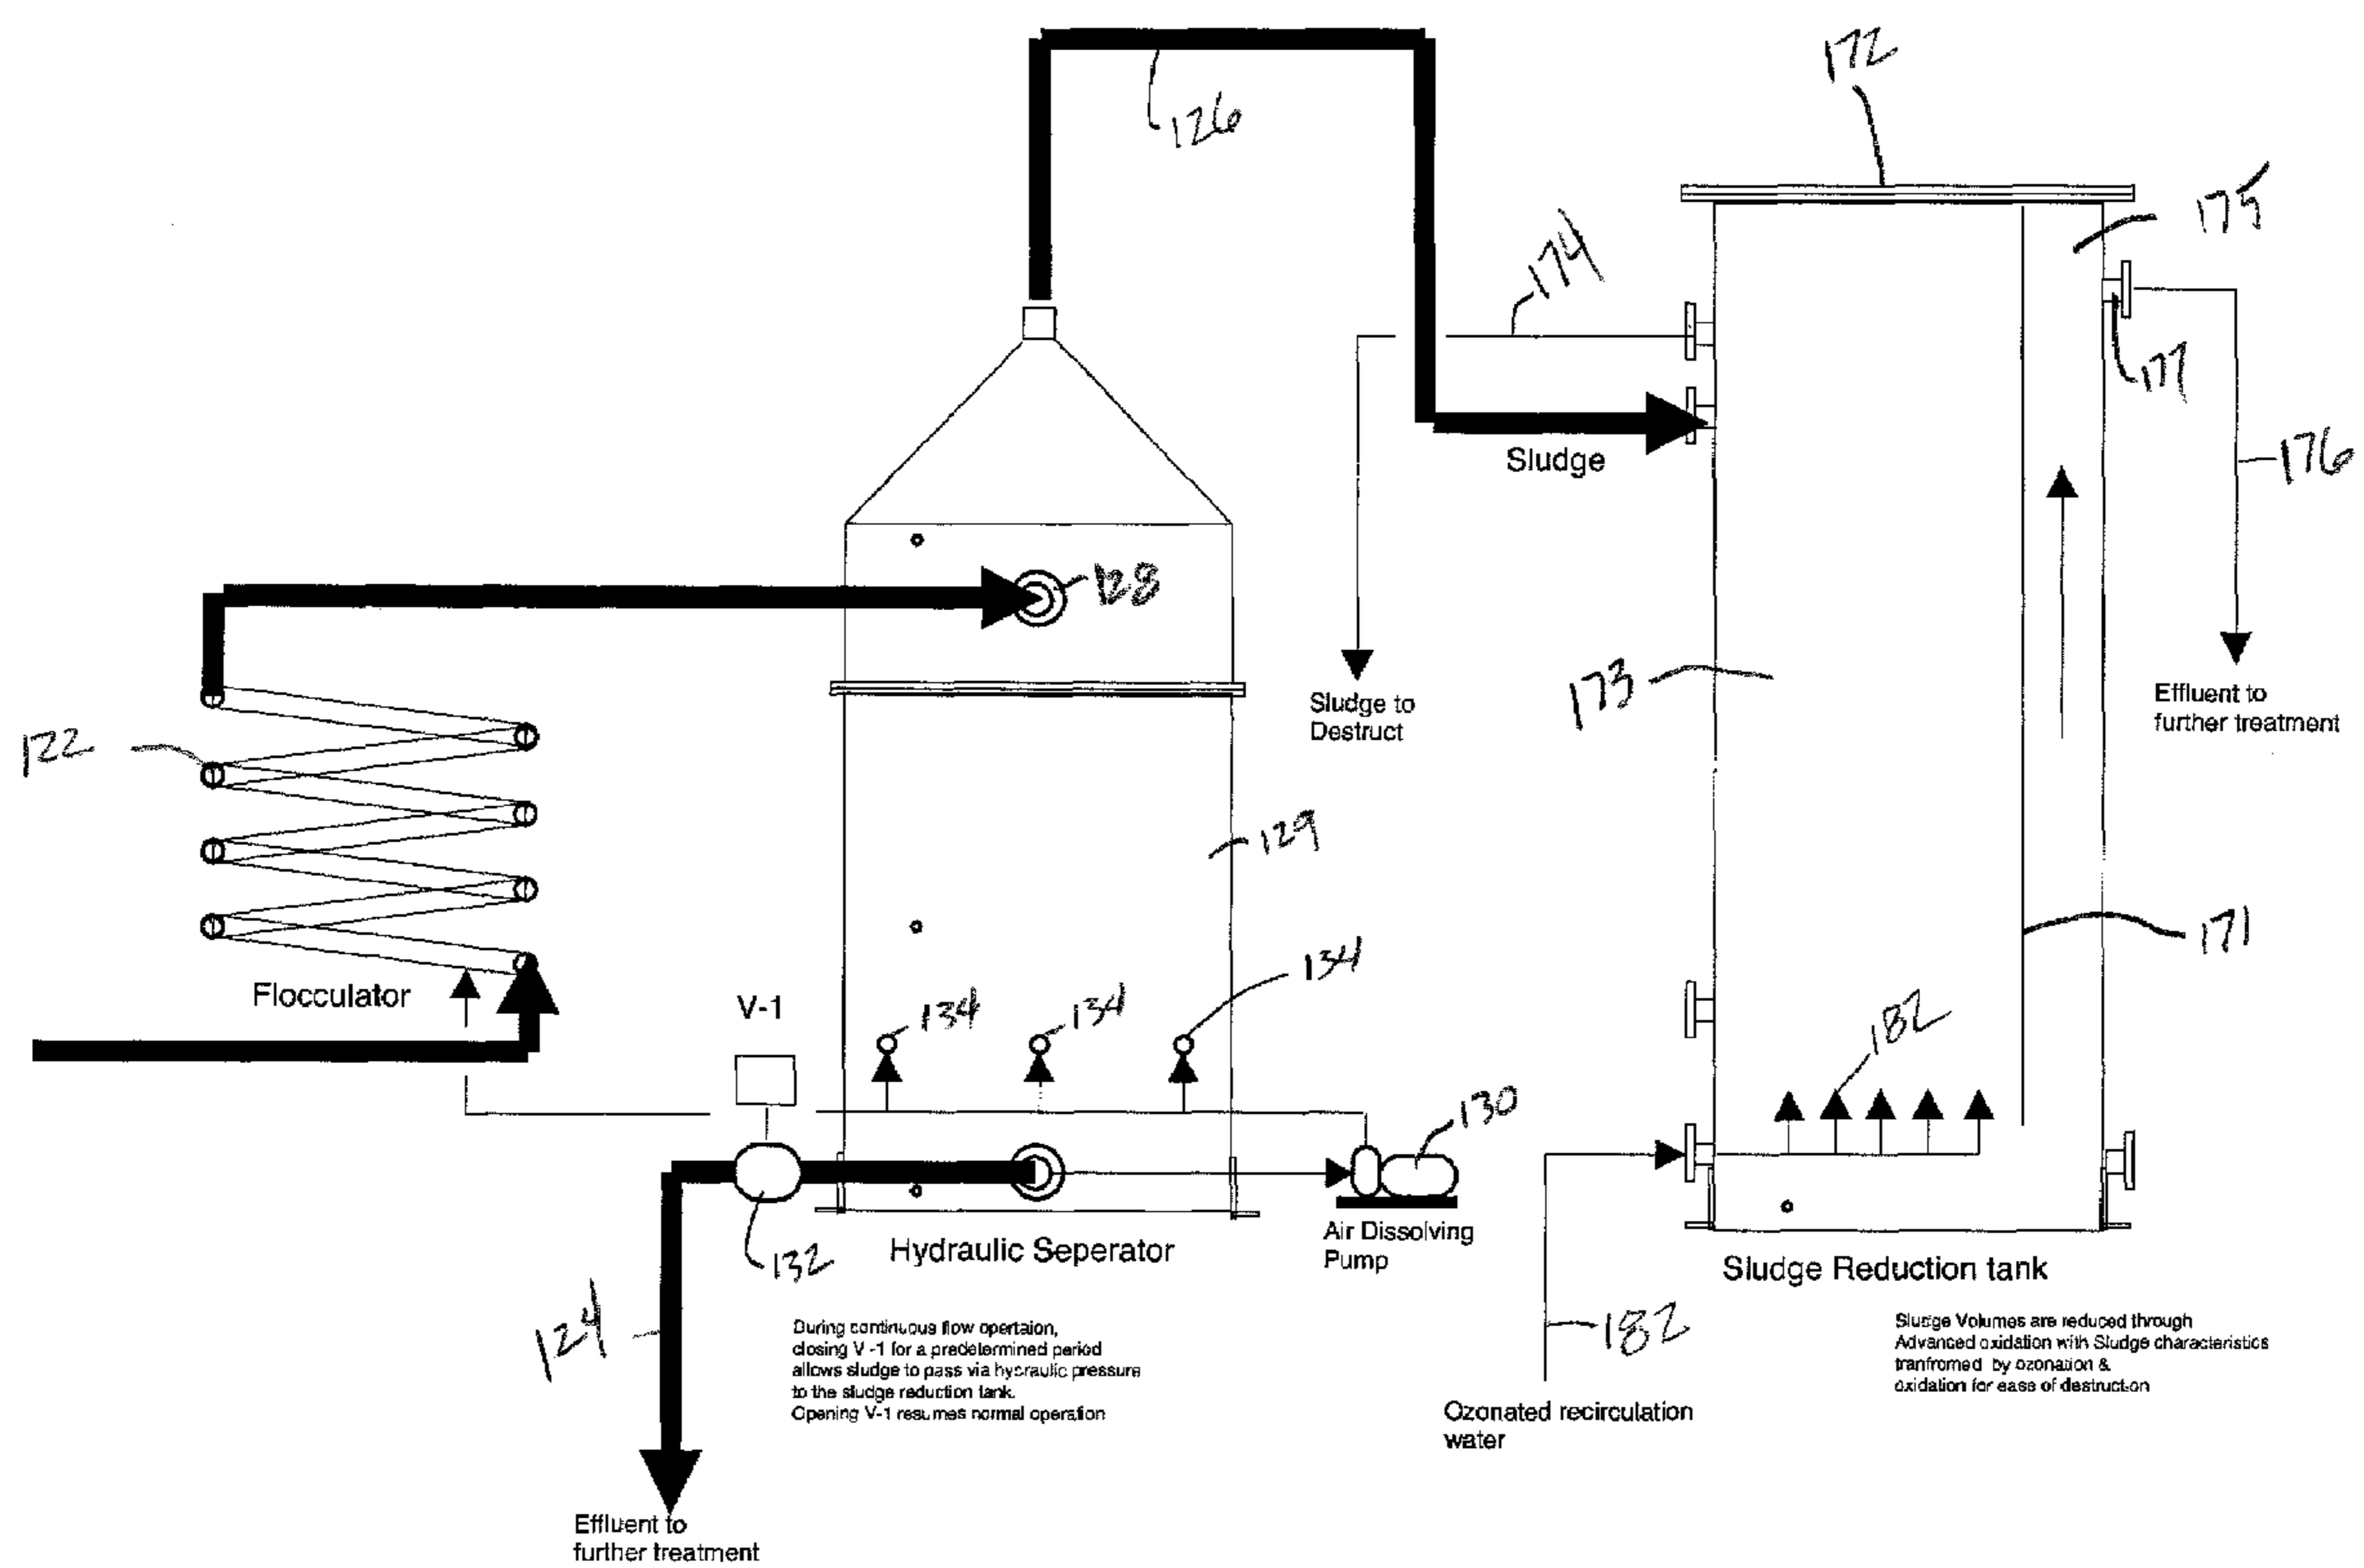 172
126
175
174
177
176
Sludge
128
173
Sludge to
Destruct
Effluent to
further treatment
122
129
171
134
Flocculator
V-1
134
134
182
130
132
Hydraulic Seperator
Air Dissolving
Pump
Sludge Reduction tank
124
During continuous flow opertaion,
closing V -1 for a predetermined period
allows sludge to pass via hydraulic pressure
to the sludge reduction tank.
Opening V-1 resumes normal operation
182
Sludge Volumes are reduced through
Advanced oxidation with Sludge characteristics
tranfromed by ozonation &
oxidation for ease of destruction
Ozonated recirculation
water
Effluent to
further treatment